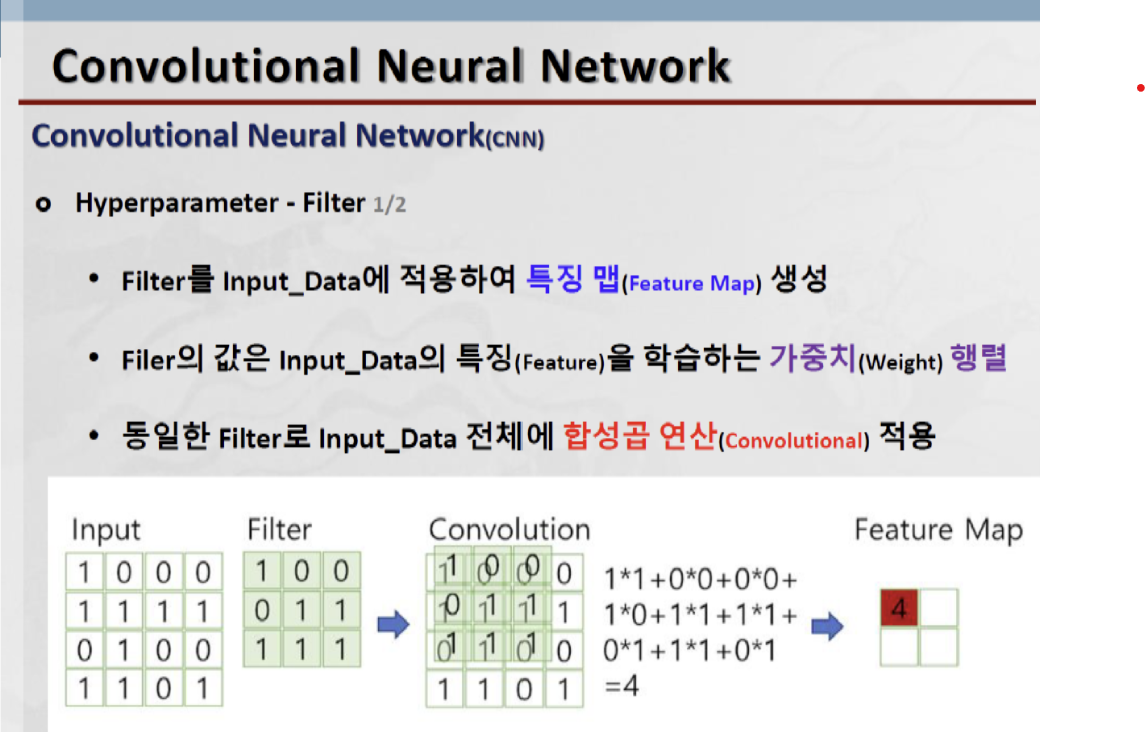 Convolutional Neural Network
Convolutional Neural Network(CNN)
o Hyperparameter - Filter 1/2
• Filter를 Input_Data에 적용하여 특징 맵(Feature Map) 생성
• Filer의 값은 Input_Data의 특징(Feature)을 학습하는 가중치(Weight) 행렬
• 동일한 Filter로 Input_Data 전체에 합성곱 연산(Convolutional) 적용
Input Filter Convolution Feature Map
1 0 0 0
1 1 1 1
0 1 0 0
1 1 0 1
1 0 0
0 1 1
1 1 1
1 1 0 0 0 0 0
1 0 1 1 1 1 1
0 1 1 1 0 1 0
1 1 0 1
1*1+0*0+0*0+
1*0+1*1+1*1+
0*1+1*1+0*1
=4
4